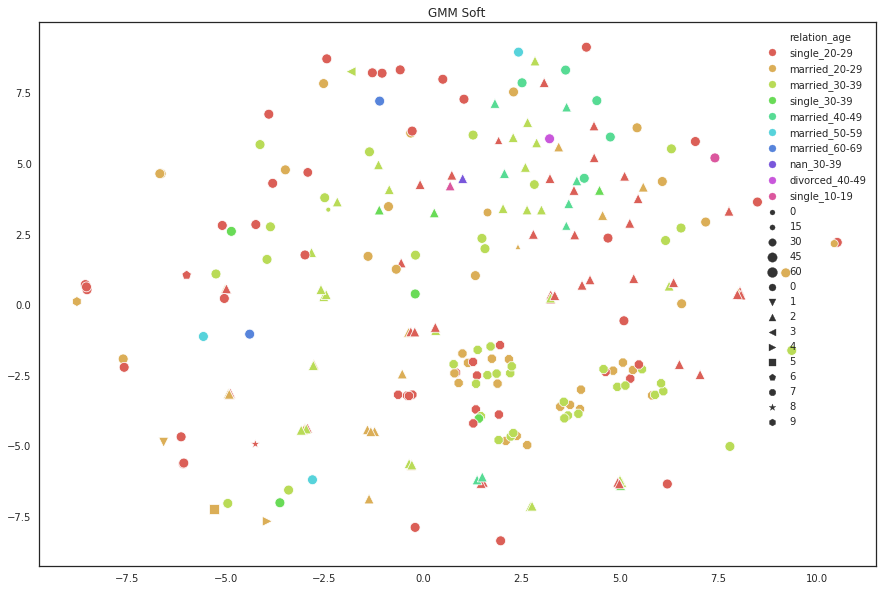 GMM Soft
relation_age
single_20-29
married_20-29
married_30-39
single_30-39
married_40-49
married_50-59
married_60-69
nan_30-39
divorced_40-49
single_10-19
0
15
30
45
60
0
1
2
3
4
5
6
7
8
9
7.5
5.0
2.5
0.0
−2.5
−5.0
−7.5
−7.5 −5.0 −2.5 0.0 2.5 5.0 7.5 10.0